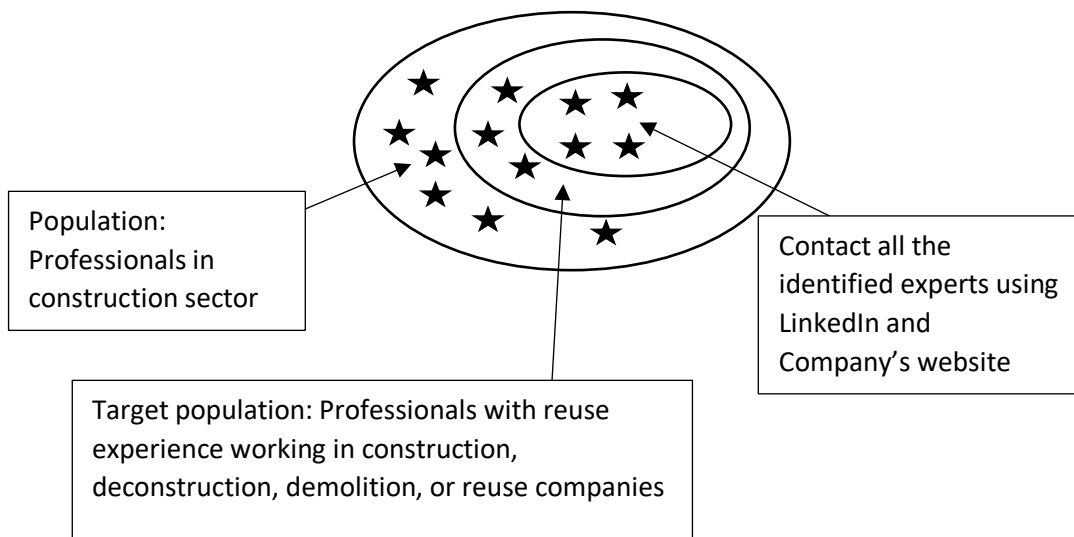 Population:
Professionals in
construction sector
Contact all the
identified experts using
LinkedIn and
Company’s website
Target population: Professionals with reuse
experience working in construction,
deconstruction, demolition, or reuse companies